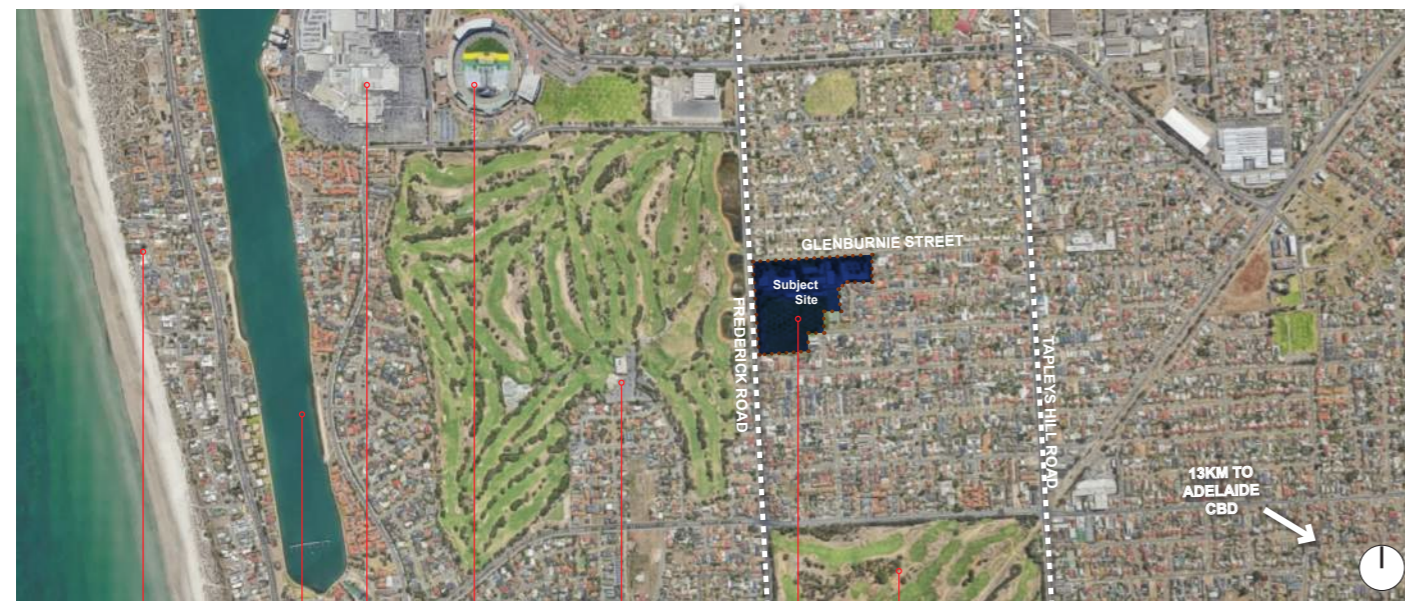 GLENBURNIE STREET
Subject
Site
FREDERICK ROAD
TAPLEYS HILL ROAD
13KM TO
ADELAIDE
CBD